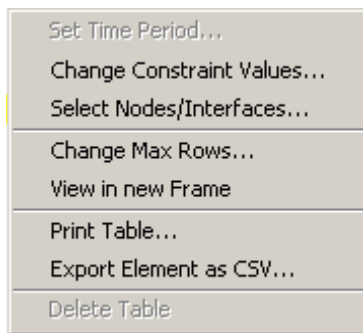 Set Time Period...
Change Constraint Values...
Select Nodes/Interfaces...
Change Max Rows...
View in new Frame
Print Table...
Export Element as CSV...
Delete Table